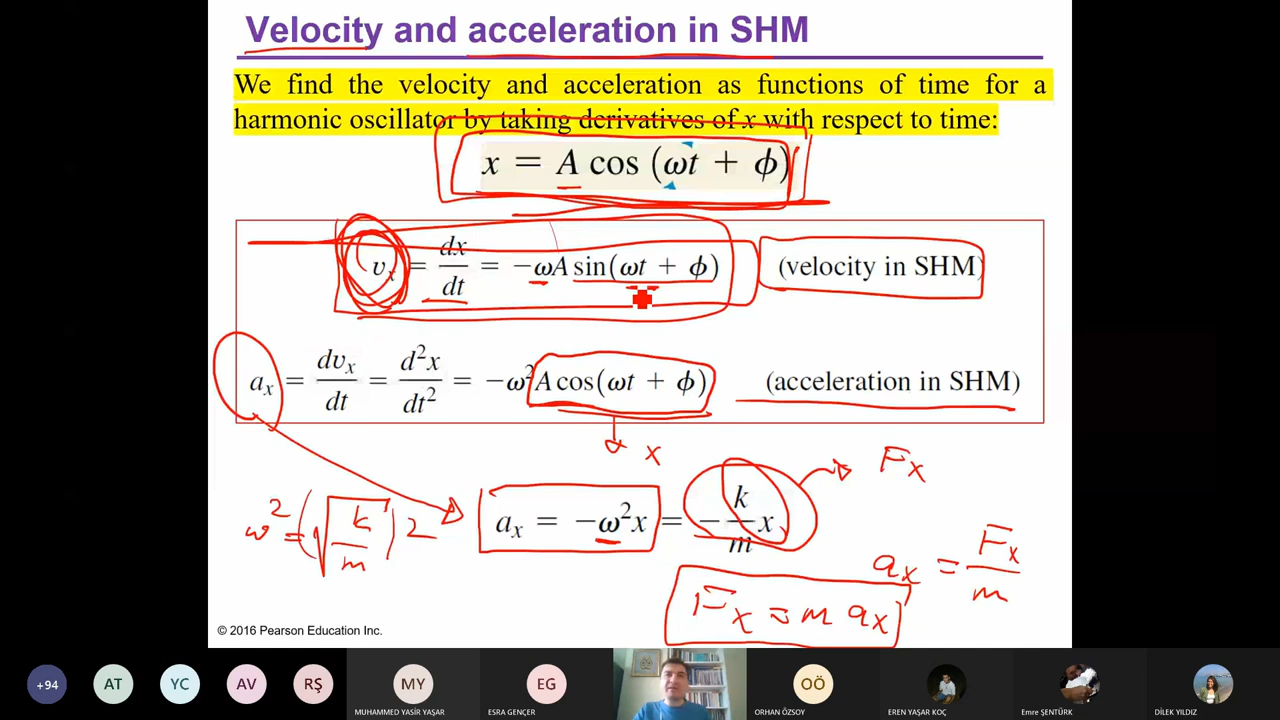 Velocity and acceleration in SHM
We find the velocity and acceleration as functions of time for a
harmonic oscillator by taking derivatives of x with respect to time:
x = A cos (ωt + ϕ)
υx = dx/dt = −ωA sin(ωt + ϕ) (velocity in SHM)
ax = dυx/dt = d²x/dt² = −ω²A cos(ωt + ϕ) (acceleration in SHM)
x
Fx
ω² = (√k/m)²
ax = −ω²x = −k/m x
ax = Fx/m
Fx = m ax
© 2016 Pearson Education Inc.
+94
AT
YC
AV
RŞ
MY
EG
OÖ
MUHAMMED YASİR YAŞAR
ESRA GENÇER
ORHAN ÖZSOY
EREN YAŞAR KOÇ
Emre ŞENTÜRK
DİLEK YILDIZ